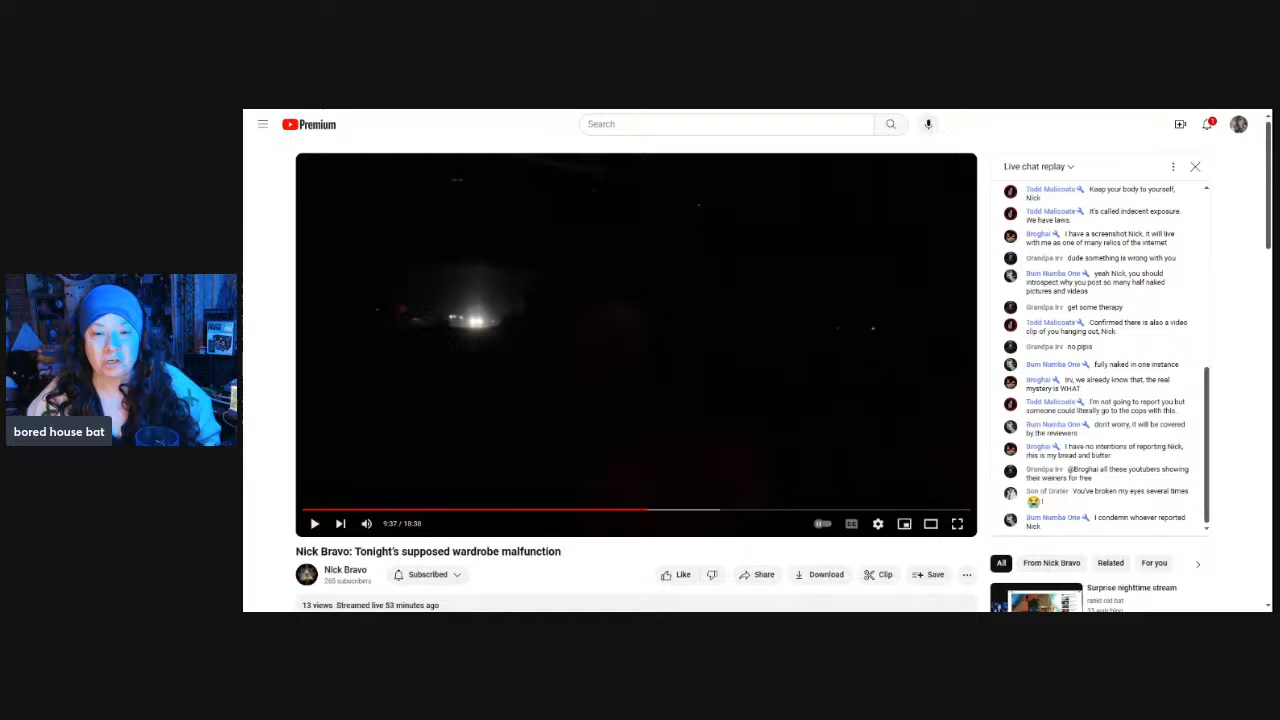 Premium
Search
1
Live chat replay
Todd Malicoata Keep your body to yourself,
Nick
Todd Malicoata It's called indecent exposure.
We have laws.
Broghai I have a screenshot Nick, it will live
with me as one of many relics of the internet
Grandpa Irv dude something is wrong with you
Bum Numba One yeah Nick, you should
introspect why you post so many half naked
pictures and videos
Grandpa Irv get some therapy
Todd Malicoata Confirmed there is also a video
clip of you hanging out, Nick
Grandpa Irv no pipis
Bum Numba One fully naked in one instance
Broghai Irv, we already know that, the real
mystery is WHAT
Todd Malicoata I'm not going to report you but
someone could literally go to the cops with this.
Bum Numba One don't worry, it will be covered
by the reviewers
Broghai I have no intentions of reporting Nick,
rhis is my bread and butter
Grandpa Irv @Broghai all these youtubers showing
their weiners for free
Son of Drater You've broken my eyes several times
😭 !
Bum Numba One I condemn whoever reported
Nick
bored house bat
9:37 / 18:38
CC
Nick Bravo: Tonight's supposed wardrobe malfunction
Nick Bravo
265 subscribers
Subscribed
Like
Share
Download
Clip
Save
13 views Streamed live 53 minutes ago
All
From Nick Bravo
Related
For you
Surprise nighttime stream
rabid old bat
33 watching